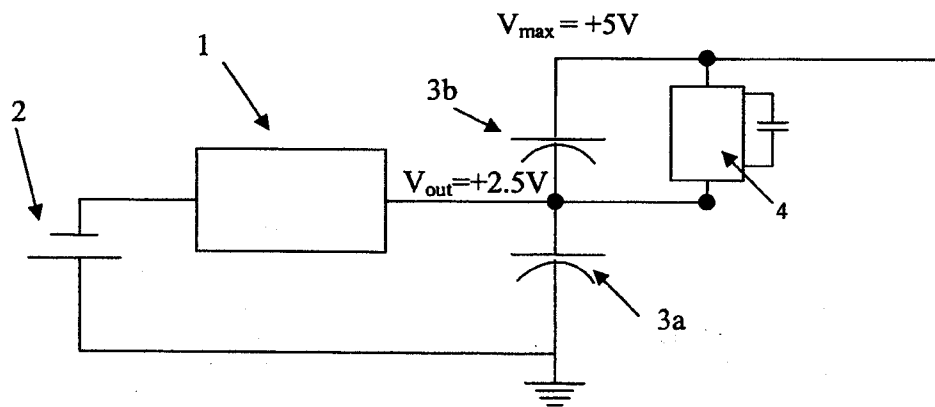 V_max = +5V
1
3b
2
V_out=+2.5V
4
3a